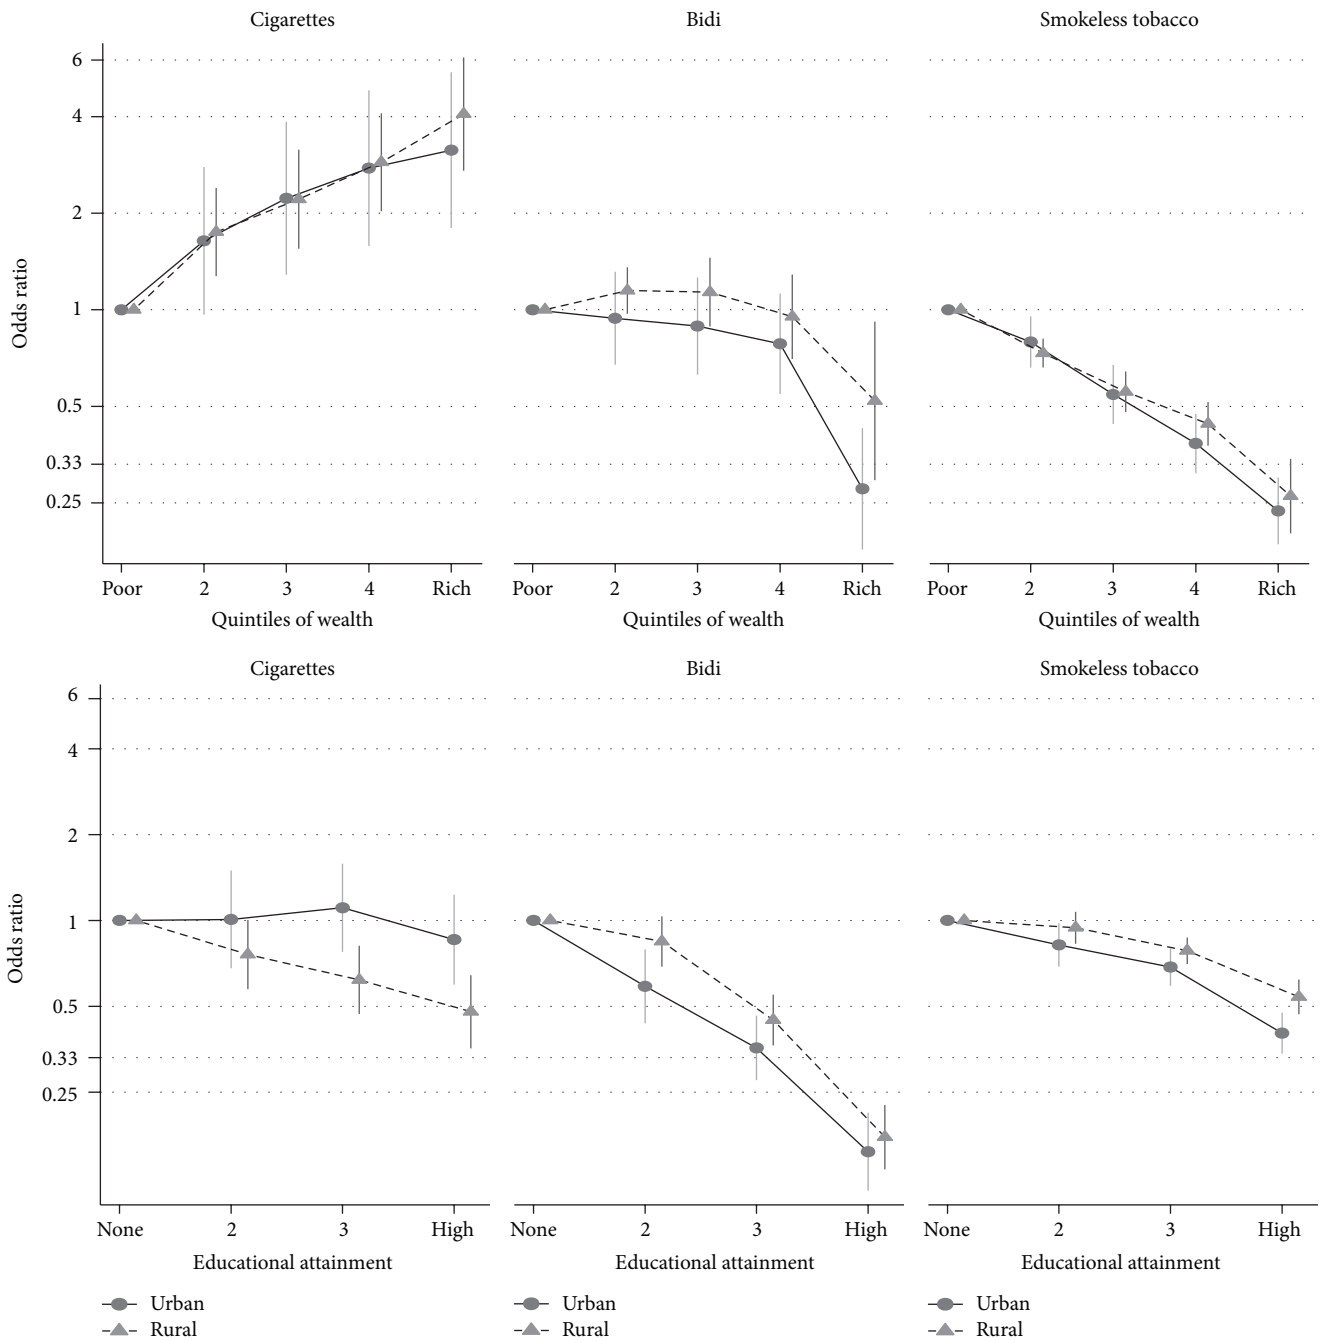 Cigarettes Bidi Smokeless tobacco
6
4
2
1
0.5
0.33
0.25
Odds ratio
Poor 2 3 4 Rich Poor 2 3 4 Rich Poor 2 3 4 Rich
Quintiles of wealth Quintiles of wealth Quintiles of wealth
Cigarettes Bidi Smokeless tobacco
6
4
2
1
0.5
0.33
0.25
Odds ratio
None 2 3 High None 2 3 High None 2 3 High
Educational attainment Educational attainment Educational attainment
Urban Urban Urban
Rural Rural Rural